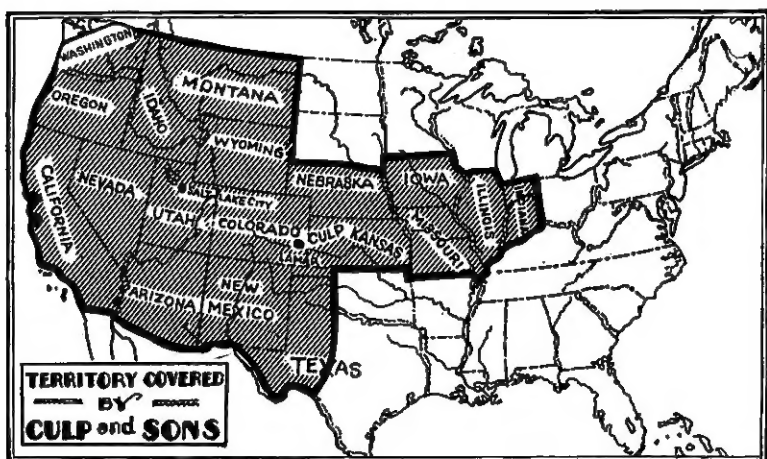 WASHINGTON
MONTANA
OREGON
IDAHO
WYOMING
NEBRASKA
IOWA
ILLINOIS
INDIANA
CALIFORNIA
NEVADA
SALT LAKE CITY
UTAH
COLORADO
CULP
KANSAS
MISSOURI
LAMAR
ARIZONA
NEW
MEXICO
TEXAS
TERRITORY COVERED
BY
CULP and SONS